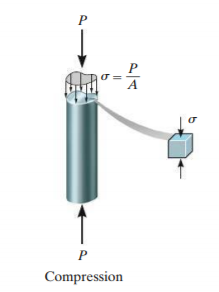 P
σ = P/A
σ
P
Compression